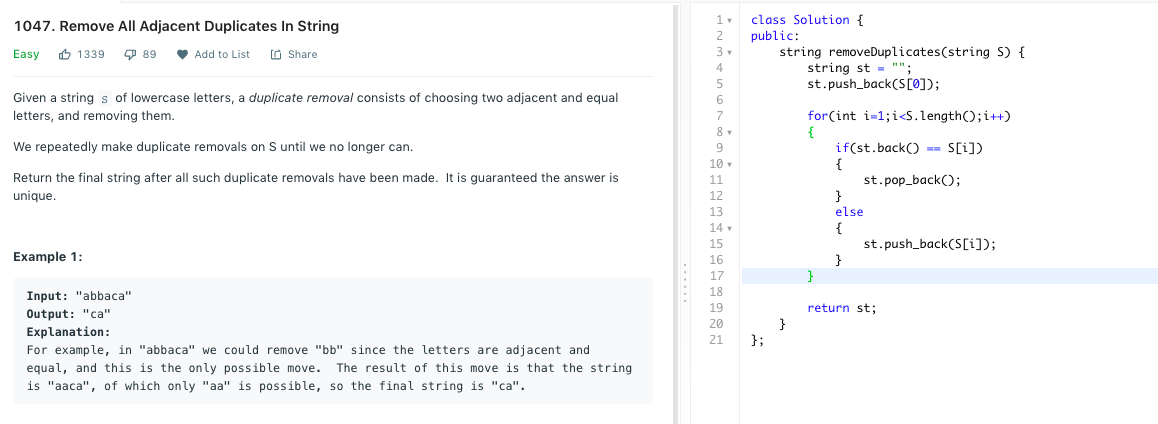 1047. Remove All Adjacent Duplicates In String
Easy 1339 89 Add to List Share
Given a string S of lowercase letters, a duplicate removal consists of choosing two adjacent and equal
letters, and removing them.
We repeatedly make duplicate removals on S until we no longer can.
Return the final string after all such duplicate removals have been made.  It is guaranteed the answer is
unique.
Example 1:
Input: "abbaca"
Output: "ca"
Explanation:
For example, in "abbaca" we could remove "bb" since the letters are adjacent and
equal, and this is the only possible move.  The result of this move is that the string
is "aaca", of which only "aa" is possible, so the final string is "ca".
1 class Solution {
2 public:
3     string removeDuplicates(string S) {
4         string st = "";
5         st.push_back(S[0]);
6
7         for(int i=1;i<S.length();i++)
8         {
9             if(st.back() == S[i])
10             {
11                 st.pop_back();
12             }
13             else
14             {
15                 st.push_back(S[i]);
16             }
17         }
18
19         return st;
20     }
21 };